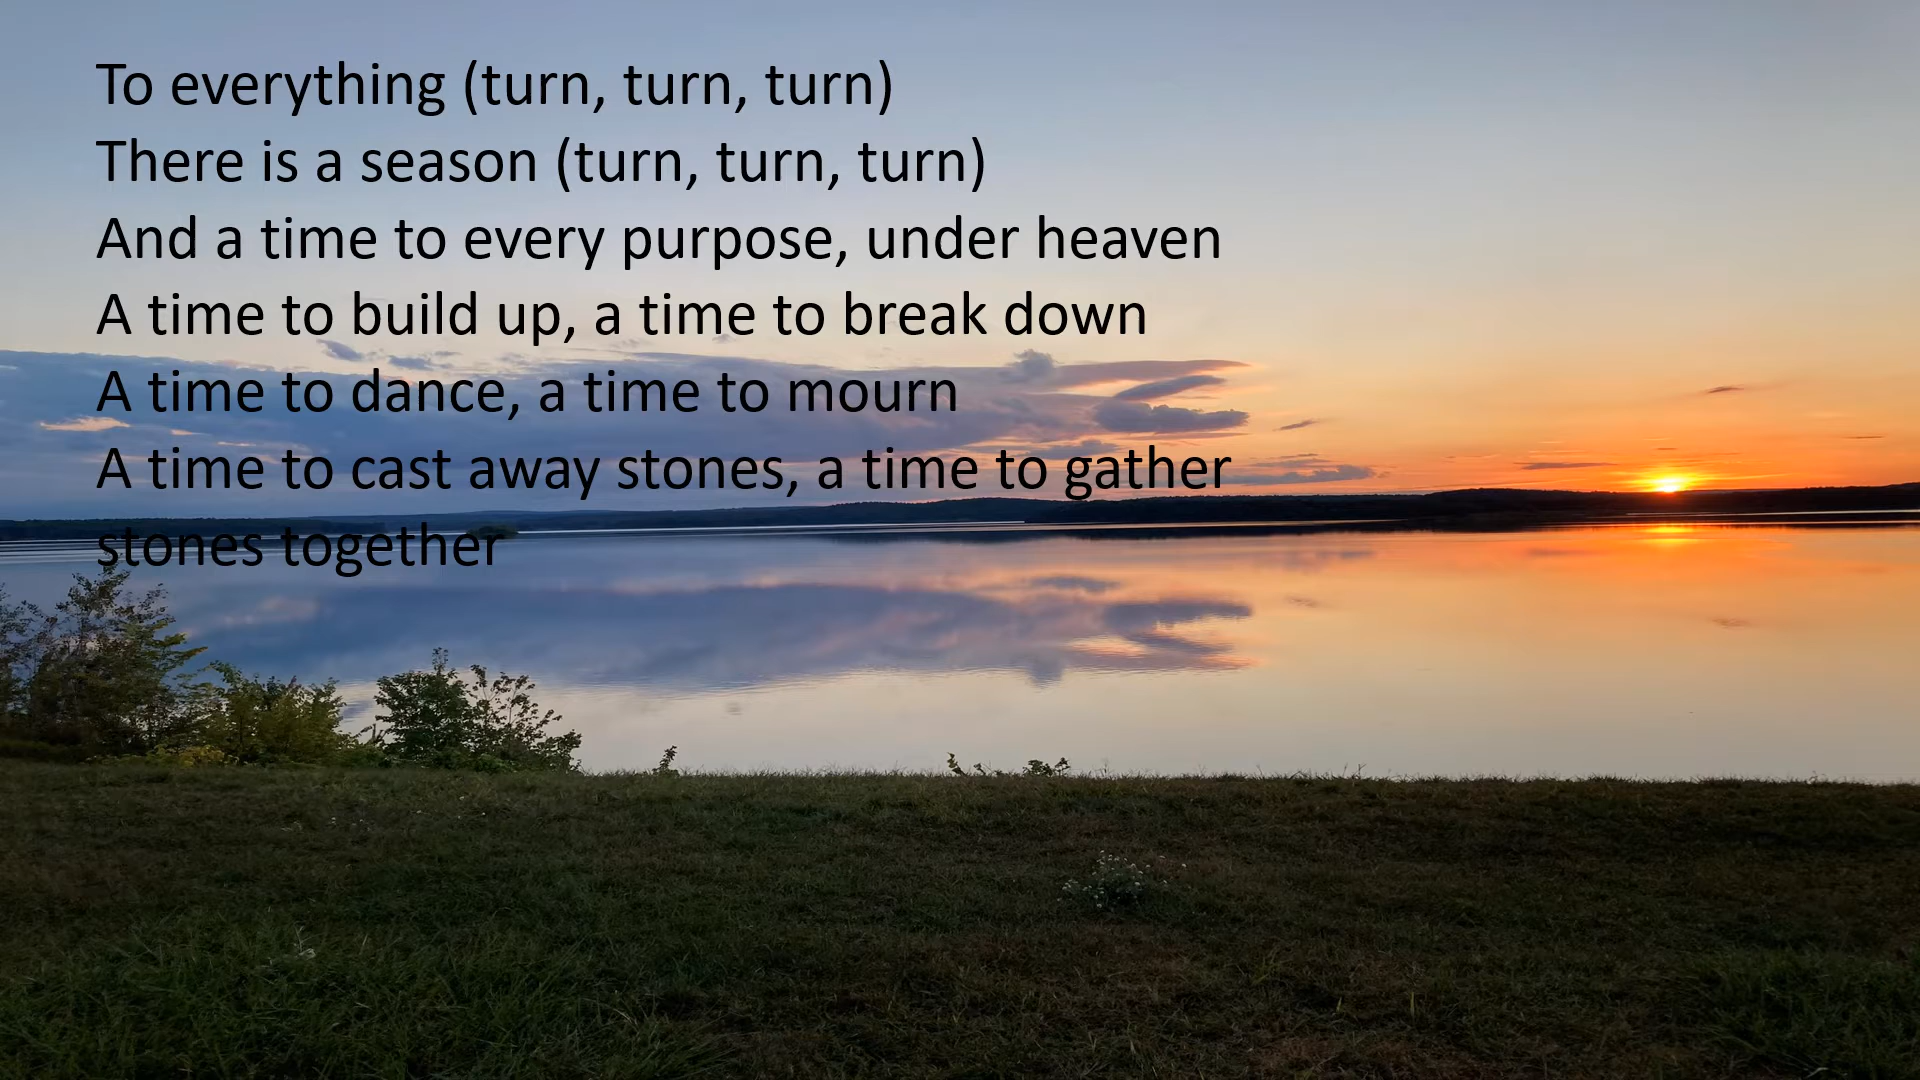 To everything (turn, turn, turn)
There is a season (turn, turn, turn)
And a time to every purpose, under heaven
A time to build up, a time to break down
A time to dance, a time to mourn
A time to cast away stones, a time to gather
stones together